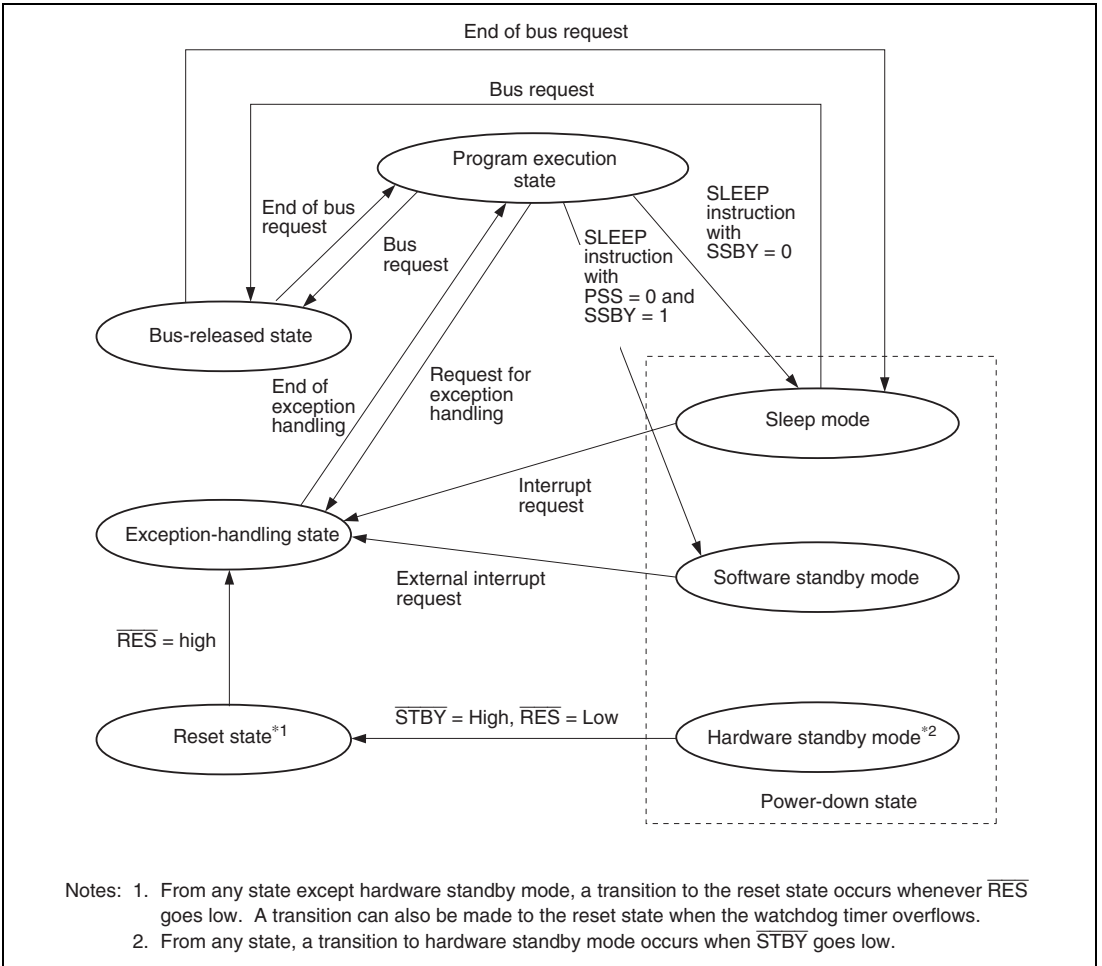 End of bus request
Bus request
Program execution
state
End of bus
request
Bus
request
SLEEP
instruction
with
PSS = 0 and
SSBY = 1
SLEEP
instruction
with
SSBY = 0
Bus-released state
End of
exception
handling
Request for
exception
handling
Sleep mode
Interrupt
request
Exception-handling state
External interrupt
request
Software standby mode
R̅E̅S̅ = high
S̅T̅B̅Y̅ = High, R̅E̅S̅ = Low
Reset state*1
Hardware standby mode*2
Power-down state
Notes: 1. From any state except hardware standby mode, a transition to the reset state occurs whenever R̅E̅S̅
goes low. A transition can also be made to the reset state when the watchdog timer overflows.
2. From any state, a transition to hardware standby mode occurs when S̅T̅B̅Y̅ goes low.